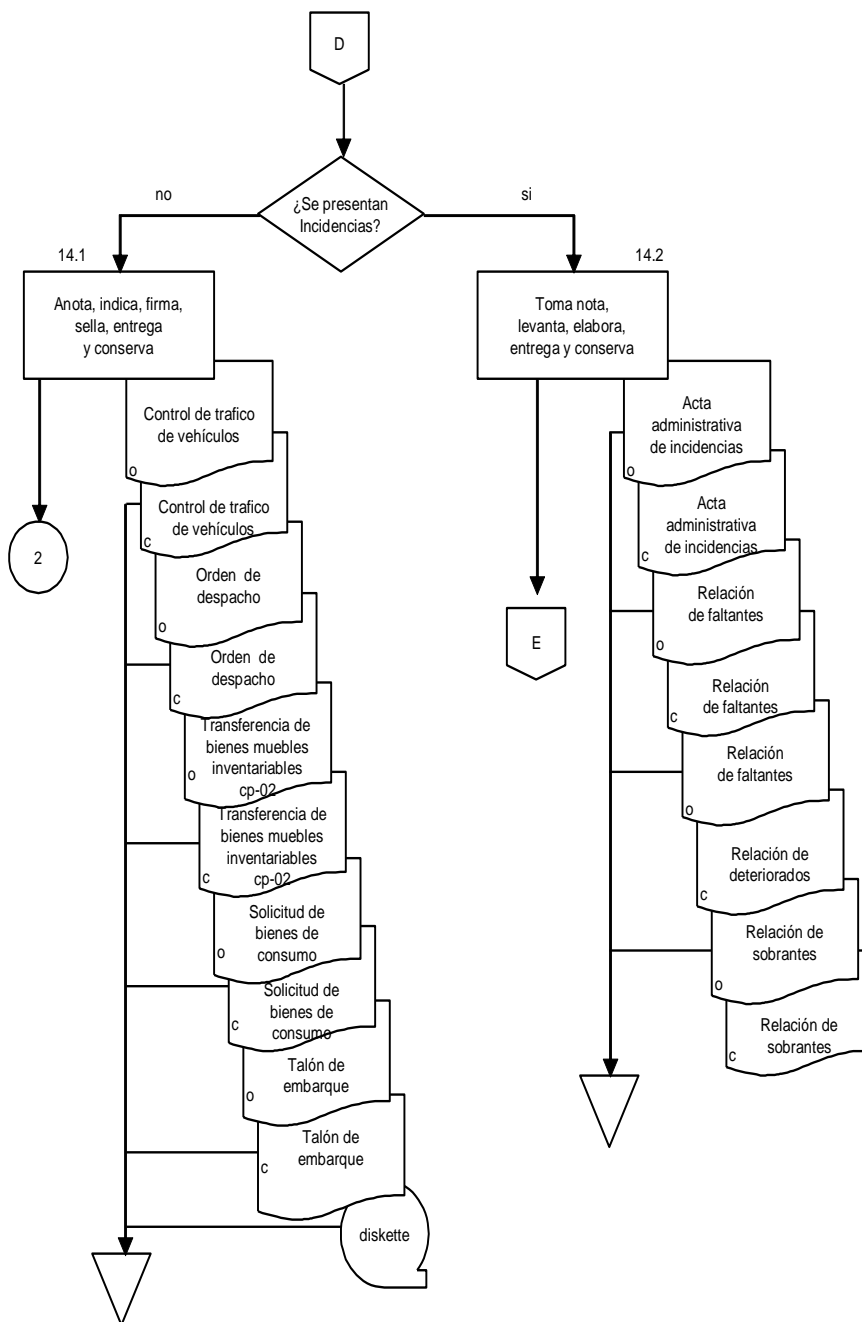 D
¿Se presentan
Incidencias?
no
si
14.1
Anota, indica, firma,
sella, entrega
y conserva
Control de trafico
de vehículos
o
Control de trafico
de vehículos
c
2
Orden de
despacho
o
Orden de
despacho
c
Transferencia de
bienes muebles
inventariables
cp-02
o
Transferencia de
bienes muebles
inventariables
cp-02
c
Solicitud de
bienes de
consumo
o
Solicitud de
bienes de
consumo
c
Talón de
embarque
o
Talón de
embarque
c
diskette
14.2
Toma nota,
levanta, elabora,
entrega y conserva
Acta
administrativa
de incidencias
o
Acta
administrativa
de incidencias
c
E
Relación
de faltantes
o
Relación
de faltantes
c
Relación
de faltantes
o
Relación de
deteriorados
c
Relación de
sobrantes
o
Relación de
sobrantes
c